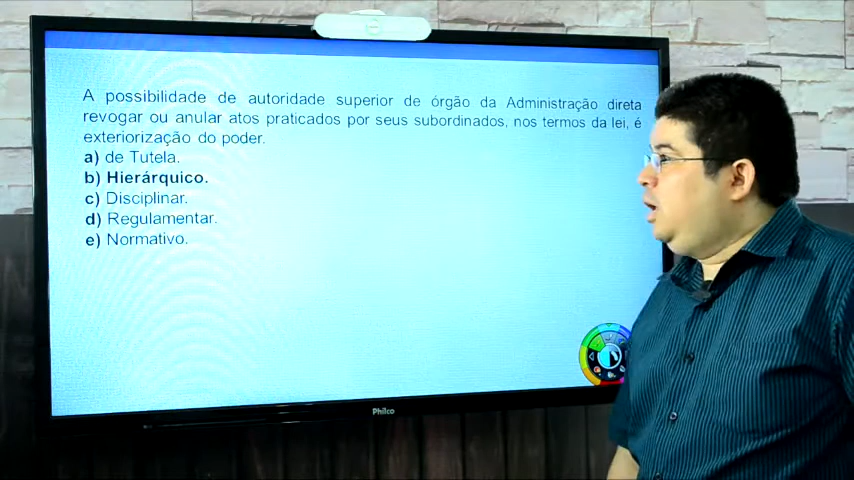 A possibilidade de autoridade superior de órgão da Administração direta
revogar ou anular atos praticados por seus subordinados, nos termos da lei, é
exteriorização do poder.
a) de Tutela.
b) Hierárquico.
c) Disciplinar.
d) Regulamentar.
e) Normativo.
PHILCO